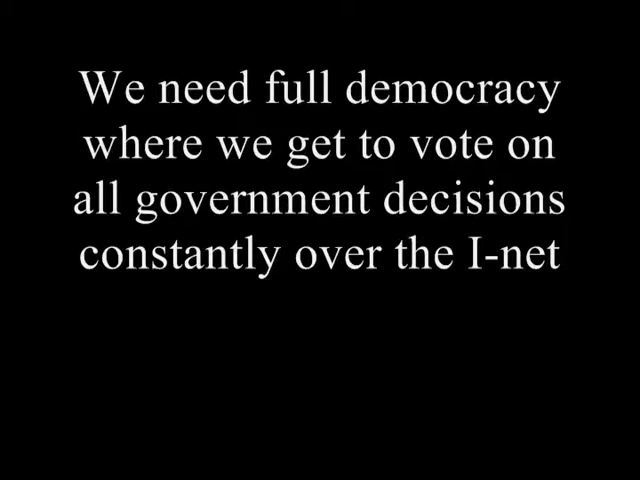 We need full democracy
where we get to vote on
all government decisions
constantly over the I-net